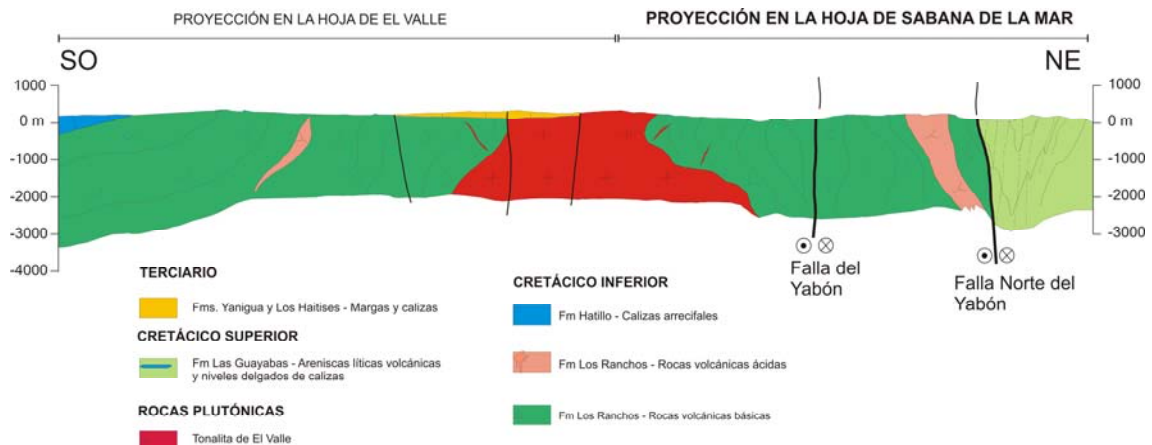 PROYECCIÓN EN LA HOJA DE EL VALLE
PROYECCIÓN EN LA HOJA DE SABANA DE LA MAR
SO
NE
1000
0 m
-1000
-2000
-3000
-4000
1000
0 m
-1000
-2000
-3000
Falla del
Yabón
Falla Norte del
Yabón
TERCIARIO
Fms. Yanigua y Los Haitises - Margas y calizas
CRETÁCICO SUPERIOR
Fm Las Guayabas - Areniscas líticas volcánicas
y niveles delgados de calizas
ROCAS PLUTÓNICAS
Tonalita de El Valle
CRETÁCICO INFERIOR
Fm Hatillo - Calizas arrecifales
Fm Los Ranchos - Rocas volcánicas ácidas
Fm Los Ranchos - Rocas volcánicas básicas